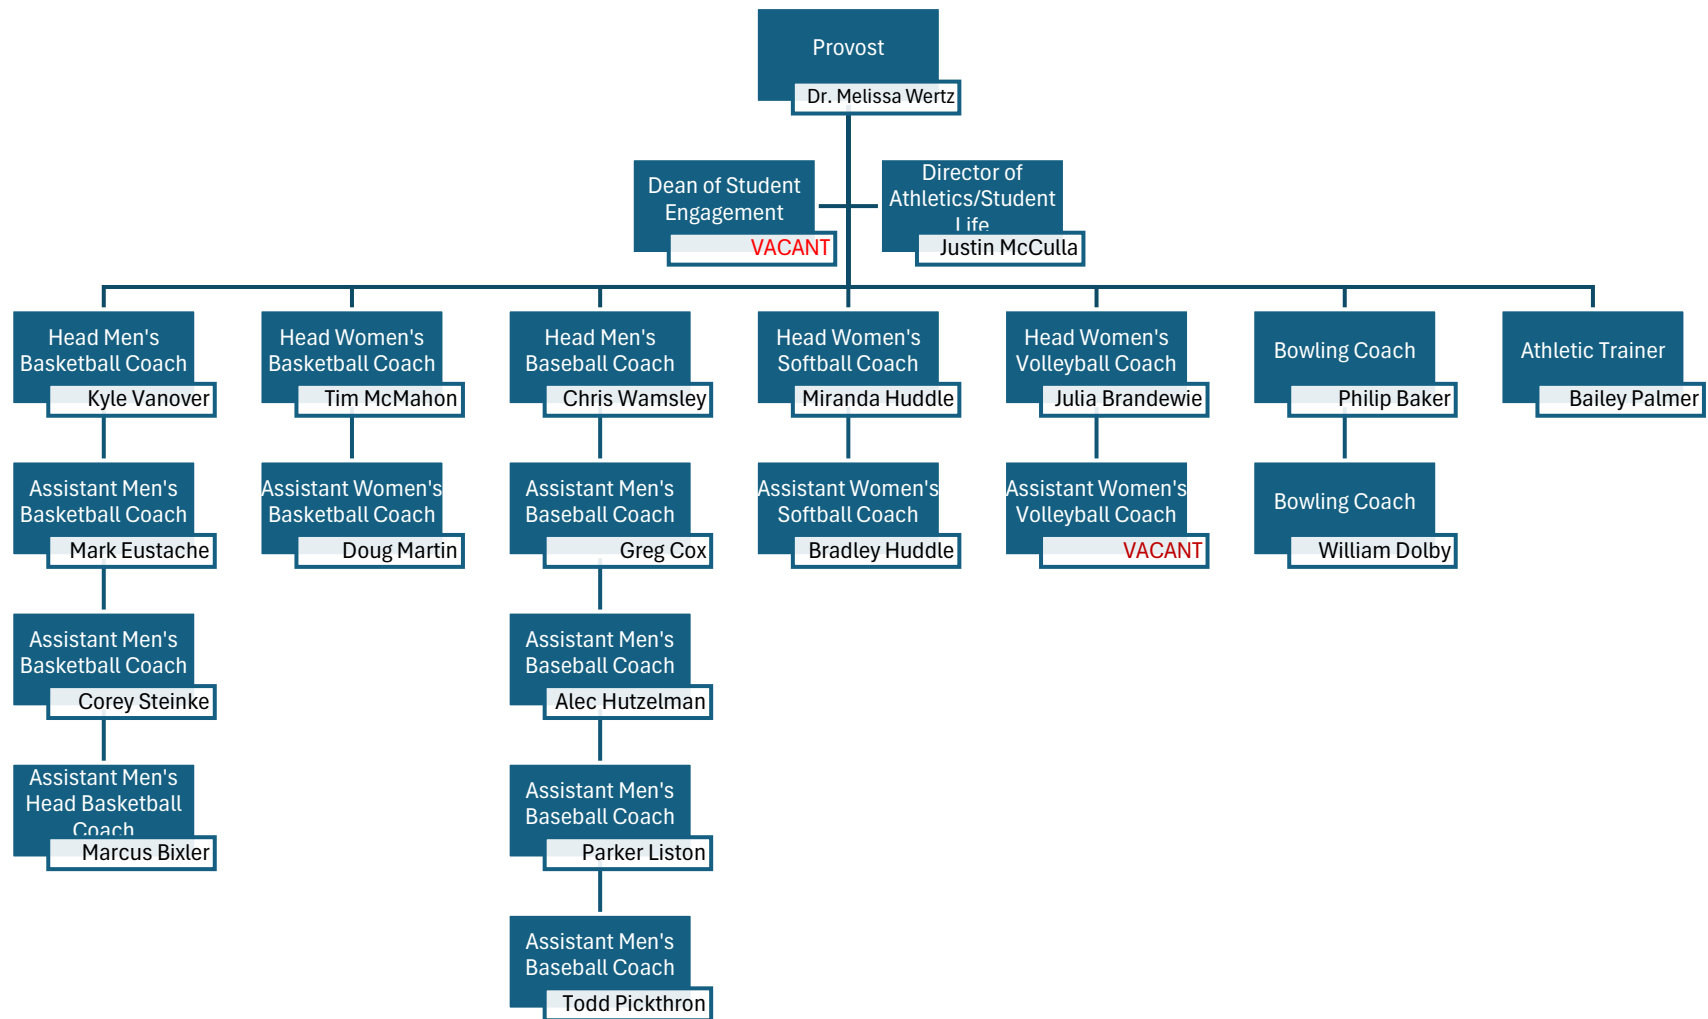 Provost
Dr. Melissa Wertz
Dean of Student
Engagement
VACANT
Director of
Athletics/Student
Life
Justin McCulla
Head Men's
Basketball Coach
Kyle Vanover
Head Women's
Basketball Coach
Tim McMahon
Head Men's
Baseball Coach
Chris Wamsley
Head Women's
Softball Coach
Miranda Huddle
Head Women's
Volleyball Coach
Julia Brandewie
Bowling Coach
Philip Baker
Athletic Trainer
Bailey Palmer
Assistant Men's
Basketball Coach
Mark Eustache
Assistant Women's
Basketball Coach
Doug Martin
Assistant Men's
Baseball Coach
Greg Cox
Assistant Women's
Softball Coach
Bradley Huddle
Assistant Women's
Volleyball Coach
VACANT
Bowling Coach
William Dolby
Assistant Men's
Basketball Coach
Corey Steinke
Assistant Men's
Baseball Coach
Alec Hutzelman
Assistant Men's
Head Basketball
Coach
Marcus Bixler
Assistant Men's
Baseball Coach
Parker Liston
Assistant Men's
Baseball Coach
Todd Pickthron